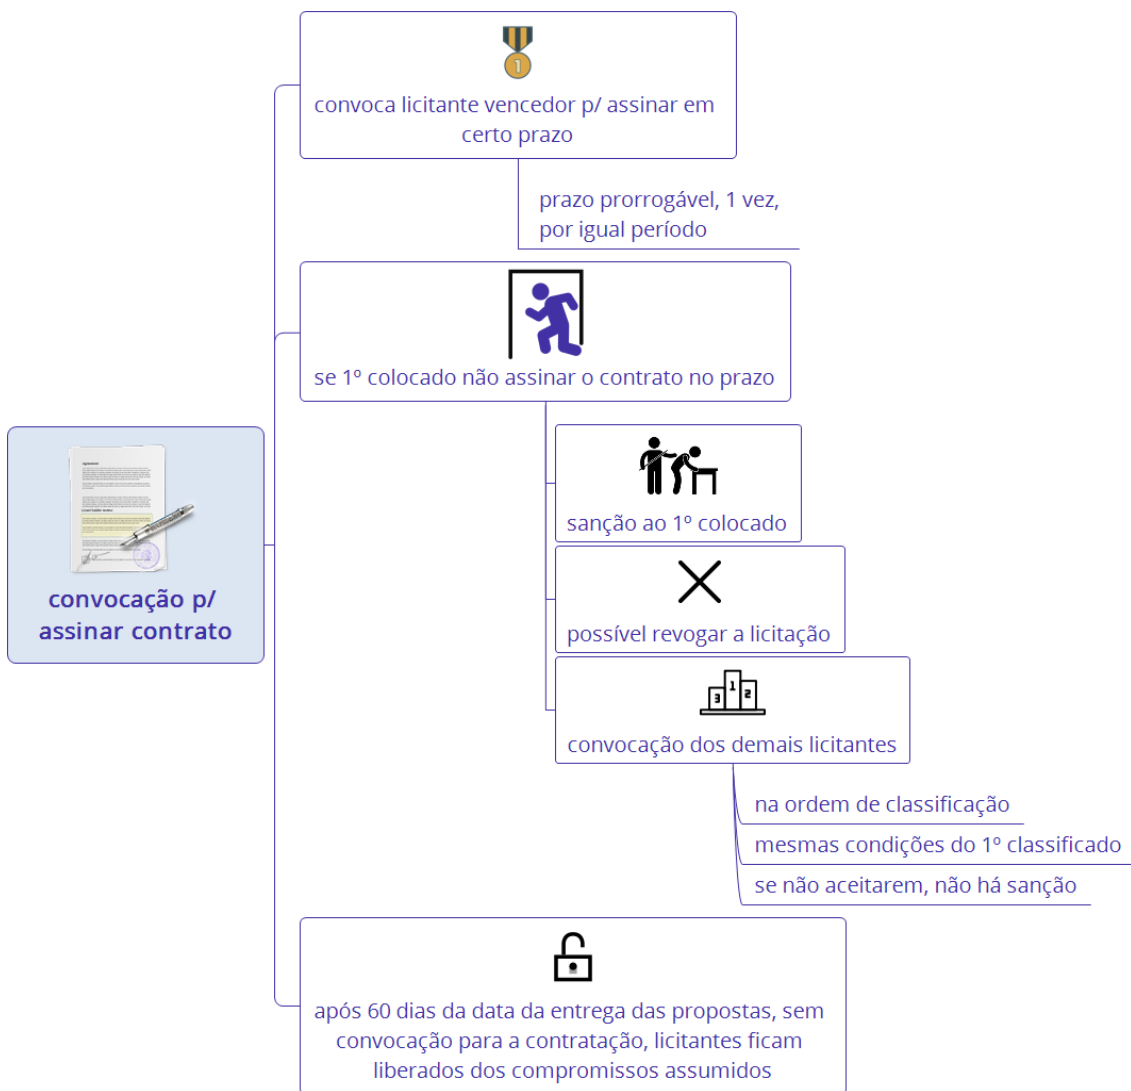 convoca licitante vencedor p/ assinar em
certo prazo
prazo prorrogável, 1 vez,
por igual período
se 1º colocado não assinar o contrato no prazo
sanção ao 1º colocado
possível revogar a licitação
3 1 2
convocação dos demais licitantes
na ordem de classificação
mesmas condições do 1º classificado
se não aceitarem, não há sanção
convocação p/
assinar contrato
após 60 dias da data da entrega das propostas, sem
convocação para a contratação, licitantes ficam
liberados dos compromissos assumidos